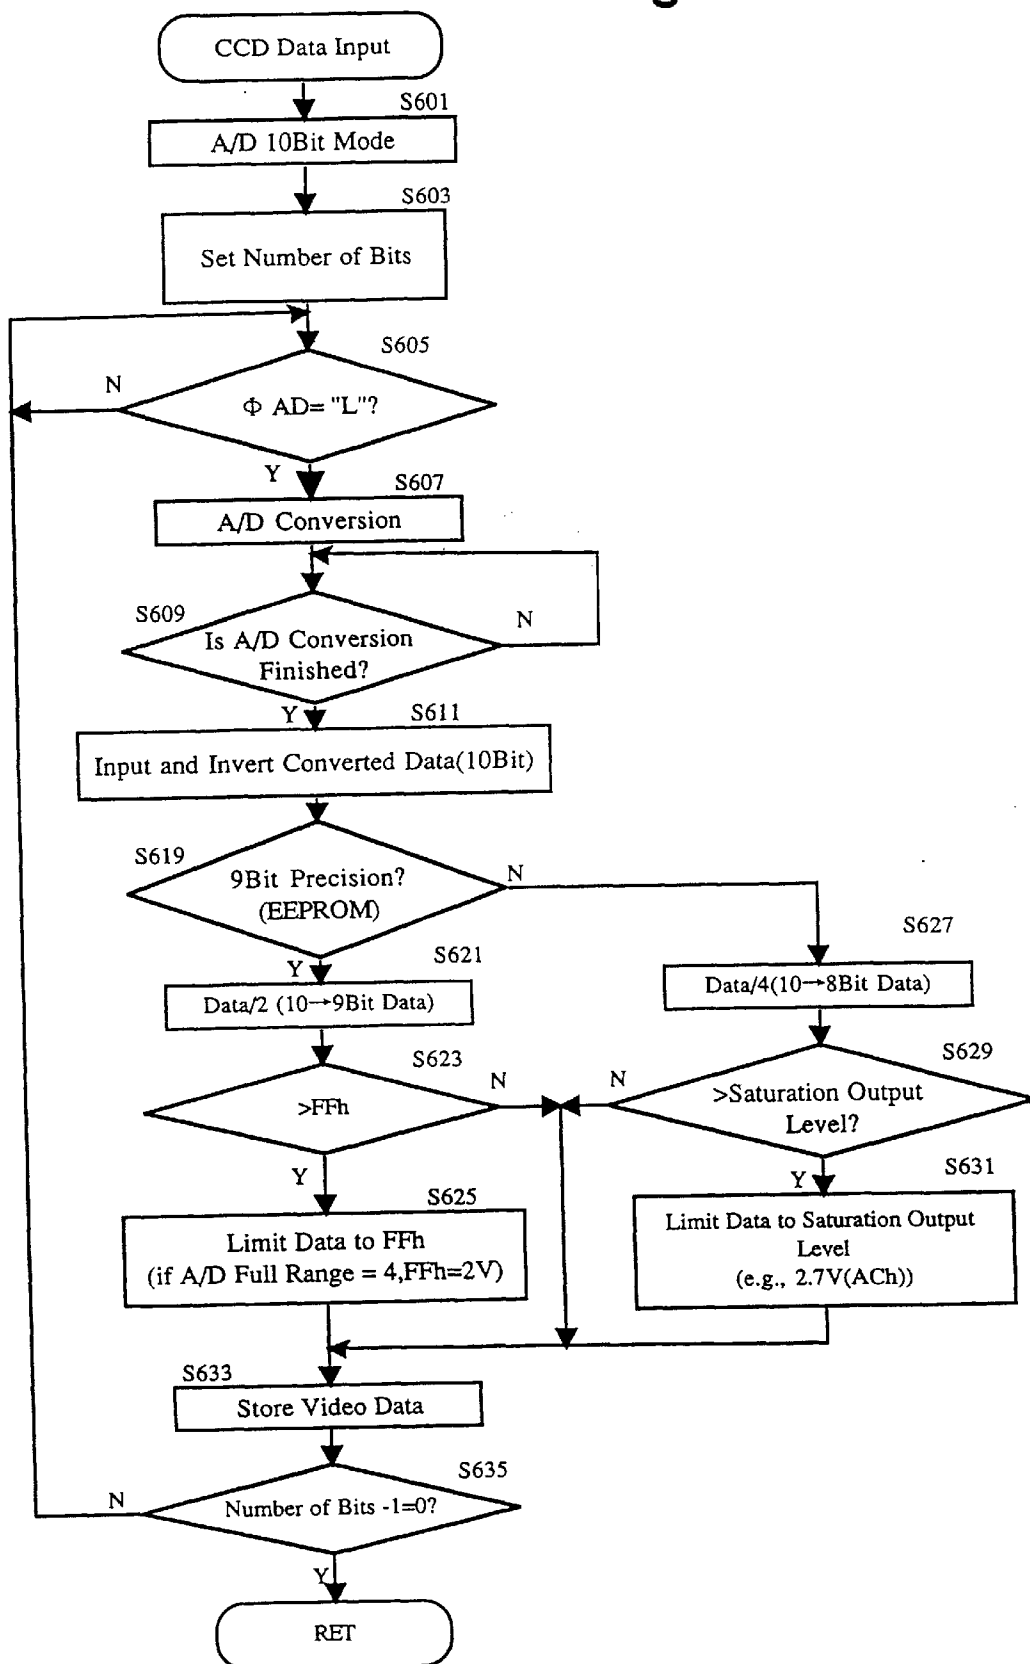 CCD Data Input
S601
A/D 10Bit Mode
S603
Set Number of Bits
S605
N
Φ AD= "L"?
Y
S607
A/D Conversion
S609
N
Is A/D Conversion
Finished?
Y
S611
Input and Invert Converted Data(10Bit)
S619
N
9Bit Precision?
(EEPROM)
S627
S621
Y
Data/2 (10→9Bit Data)
Data/4(10→8Bit Data)
S623
S629
N
N
>FFh
>Saturation Output
Level?
Y
Y
S631
S625
Limit Data to FFh
(if A/D Full Range = 4,FFh=2V)
Limit Data to Saturation Output
Level
(e.g., 2.7V(ACh))
S633
Store Video Data
S635
N
Number of Bits -1=0?
Y
RET